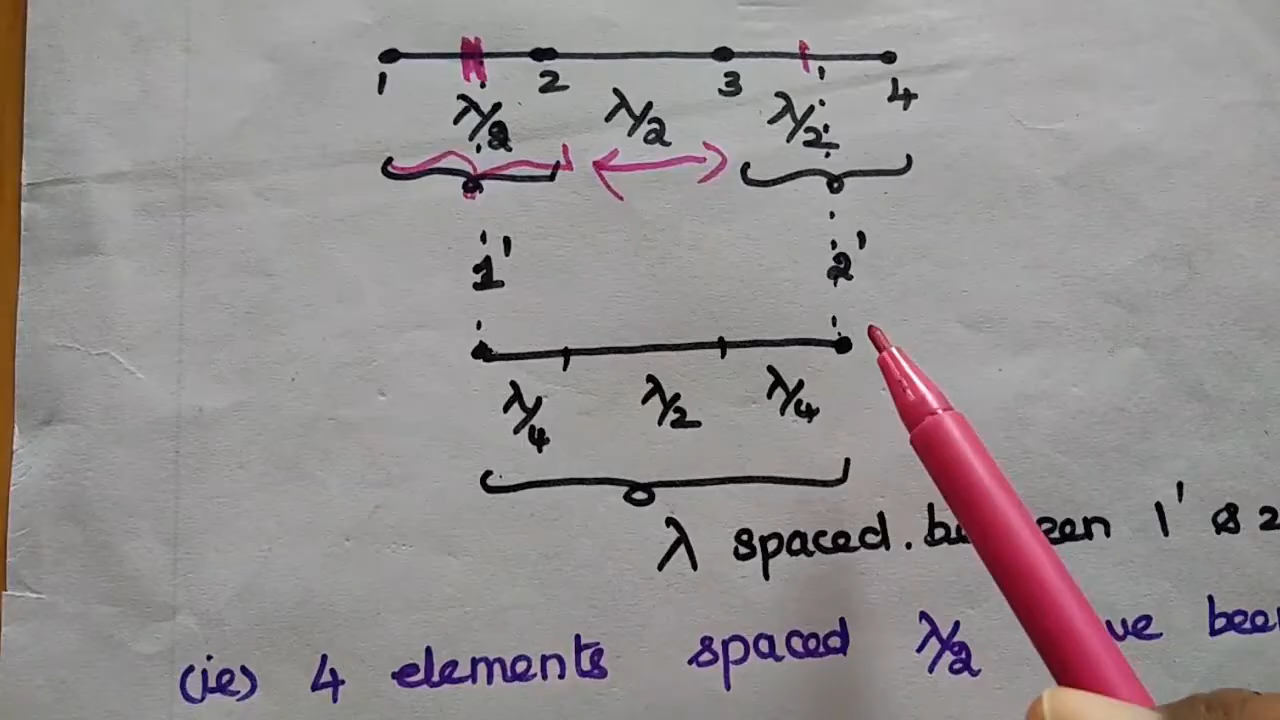 1 2 3 4
λ/2 λ/2 λ/2
1' 2'
λ/4 λ/2 λ/4
λ spaced. between 1' &
(ie) 4 elements spaced λ/2